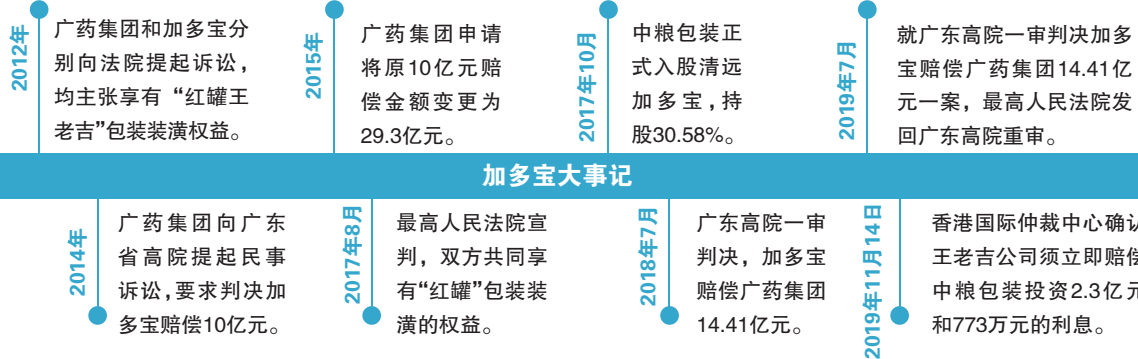 2012年
广药集团和加多宝分
别向法院提起诉讼，
均主张享有“红罐王
老吉”包装装潢权益。
2015年
广药集团申请
将原10亿元赔
偿金额变更为
29.3亿元。
2017年10月
中粮包装正
式入股清远
加多宝，持
股30.58%。
2019年7月
就广东高院一审判决加多
宝赔偿广药集团14.41亿
元一案，最高人民法院发
回广东高院重审。
加多宝大事记
2014年
广药集团向广东
省高院提起民事
诉讼，要求判决加
多宝赔偿10亿元。
2017年8月
最高人民法院宣
判，双方共同享
有“红罐”包装装
潢的权益。
2018年7月
广东高院一审
判决，加多宝
赔偿广药集团
14.41亿元。
2019年11月14日
香港国际仲裁中心确认
王老吉公司须立即赔偿
中粮包装投资2.3亿元
和773万元的利息。